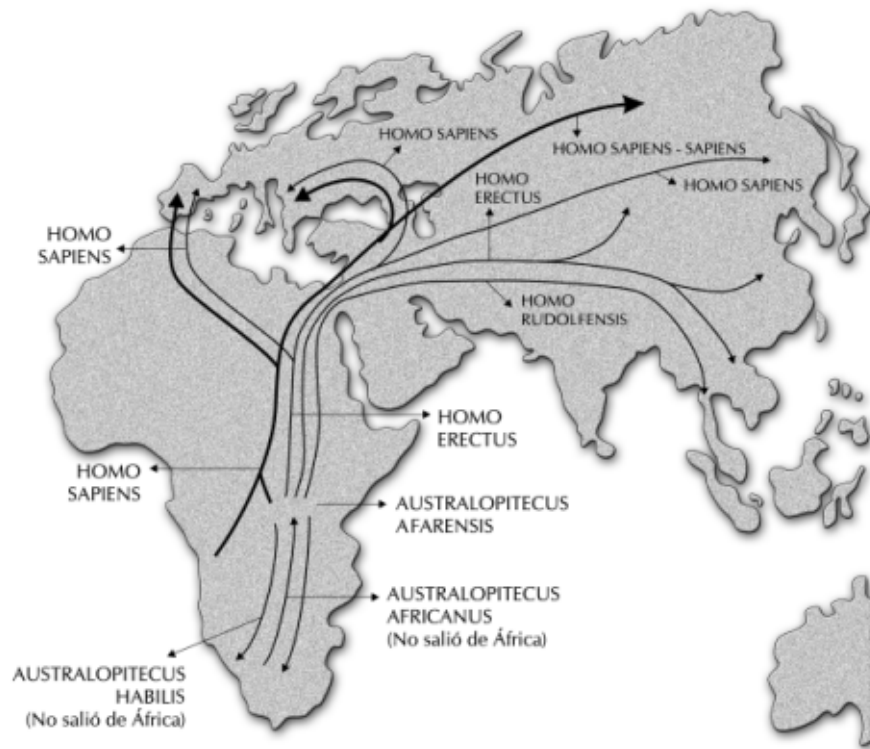 HOMO SAPIENS
HOMO SAPIENS - SAPIENS
HOMO
ERECTUS
HOMO SAPIENS
HOMO
SAPIENS
HOMO
RUDOLFENSIS
HOMO
ERECTUS
HOMO
SAPIENS
AUSTRALOPITECUS
AFARENSIS
AUSTRALOPITECUS
AFRICANUS
(No salió de África)
AUSTRALOPITECUS
HABILIS
(No salió de África)